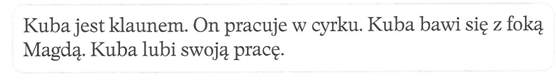 Kuba jest klaunem. On pracuje w cyrku. Kuba bawi się z foką
Magdą. Kuba lubi swoją pracę.